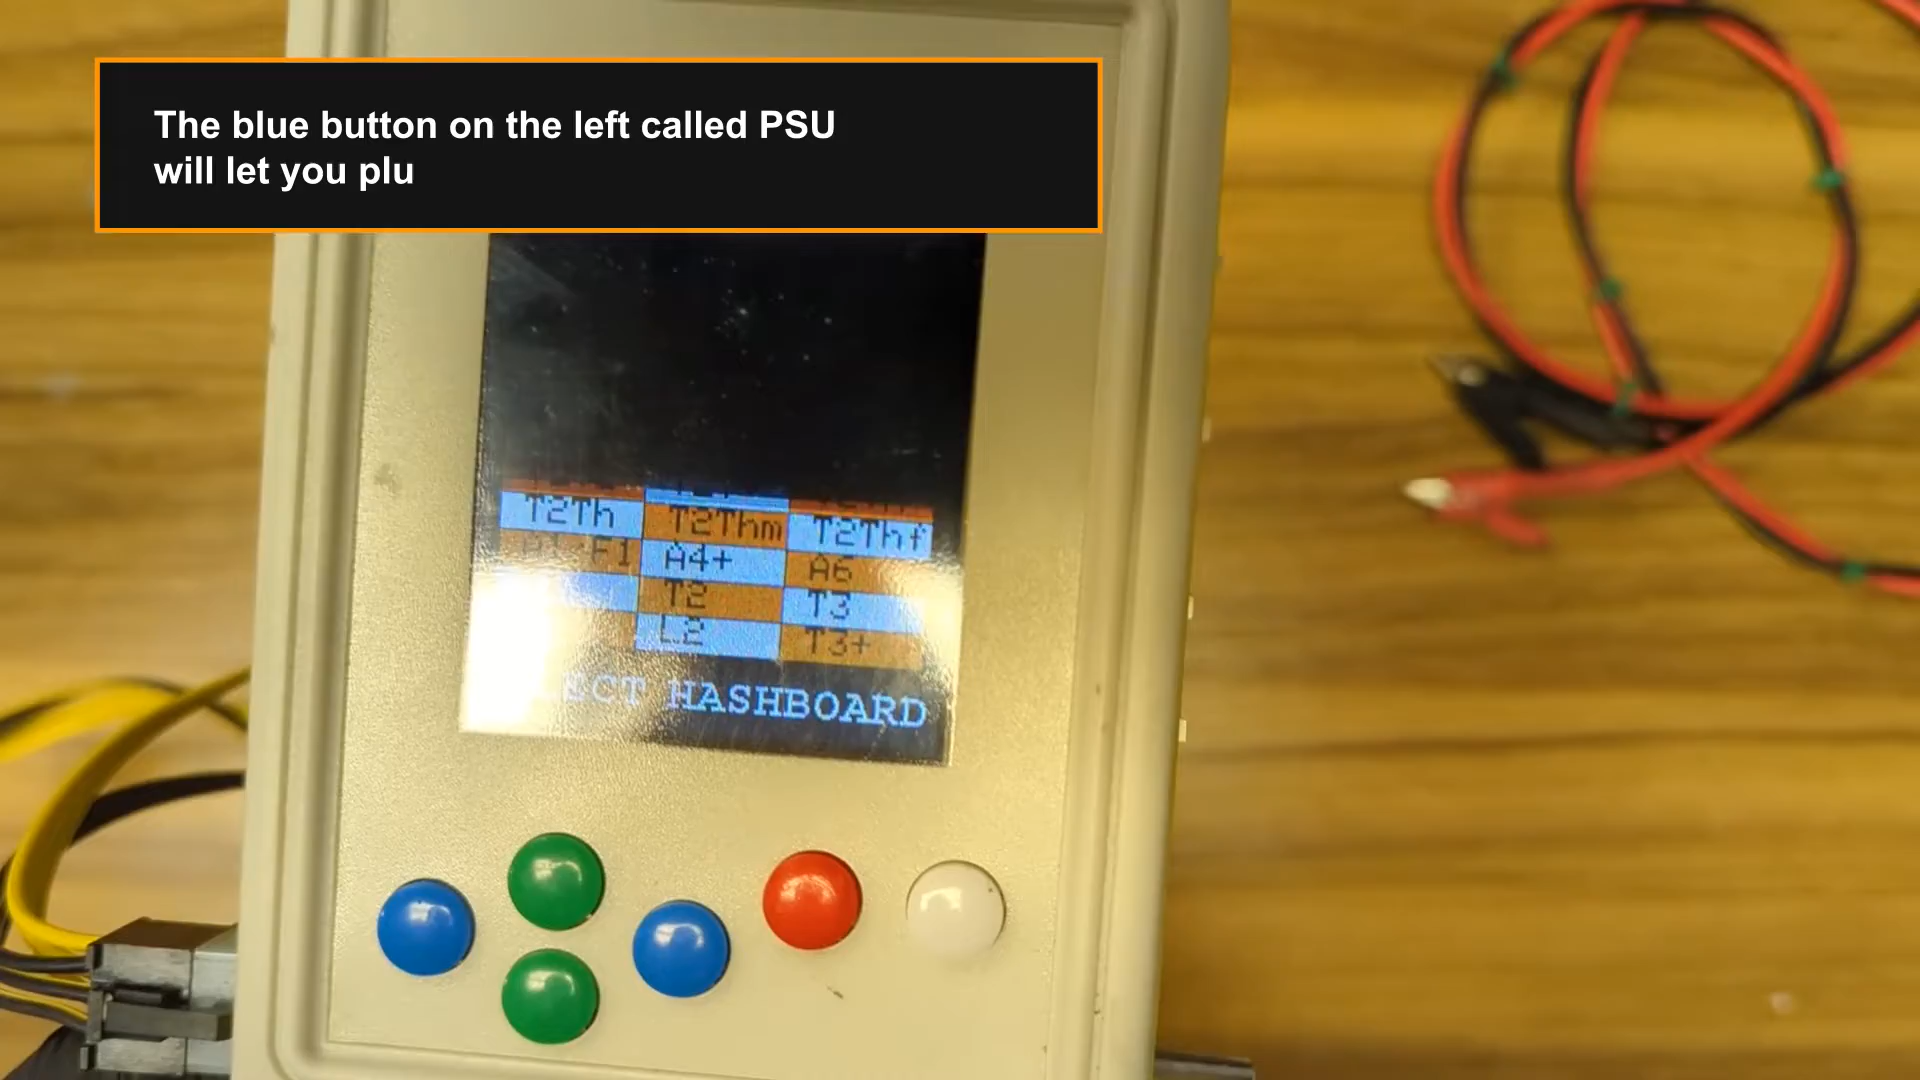 The blue button on the left called PSU
will let you plu
T2Th T2Thm T2Thf
A4+ A6
T2 T3
L2 T3+
HASHBOARD